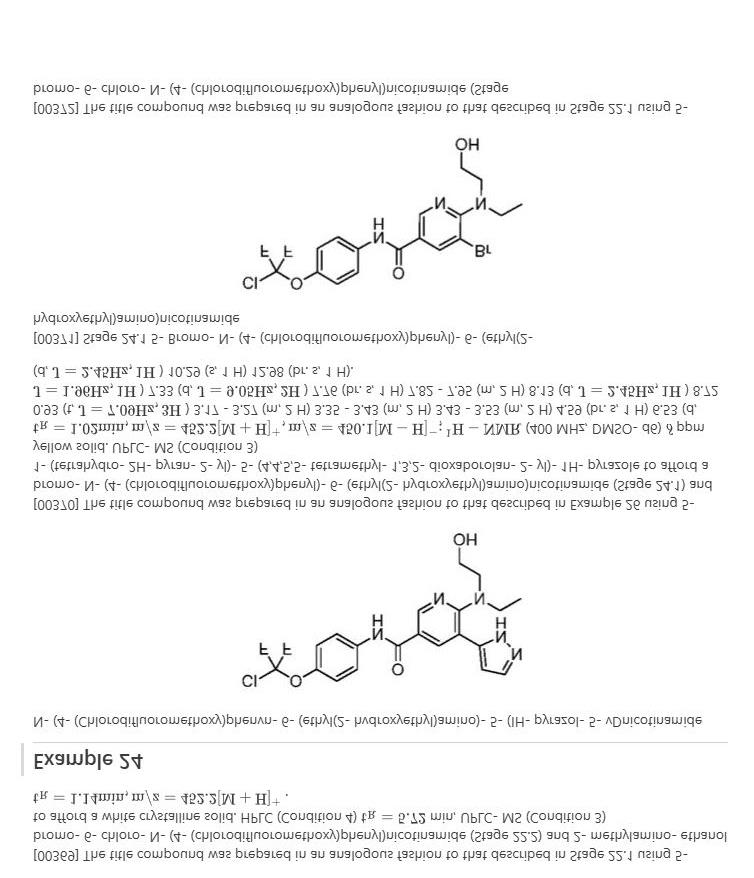 [00369] The title compound was prepared in an analogous fashion to that described in Stage 22.1 using 5-
bromo- 6- chloro- N- (4- (chlorodifluoromethoxy)phenyl)nicotinamide (Stage 22.2) and 2- methylamino- ethanol
to afford a white crystalline solid. HPLC (Condition 4) tR = 5.72 min, UPLC- MS (Condition 3)
tR = 1.14min, m/z = 452.2[M + H]+ .
Example 24
N- (4- (Chlorodifluoromethoxy)phenvn- 6- (ethyl(2- hvdroxyethyl)amino)- 5- (lH- pyrazol- 5- vDnicotinamide
Cl O O N
F F N H
H N H
N N
OH
[00370] The title compound was prepared in an analogous fashion to that described in Example 26 using 5-
bromo- N- (4- (chlorodifluoromethoxy)phenyl)- 6- (ethyl(2- hydroxyethyl)amino)nicotinamide (Stage 24.1) and
1- (tetrahydro- 2H- pyran- 2- yl)- 5- (4,4,5,5- tetramethyl- 1,3,2- dioxaborolan- 2- yl)- 1H- pyrazole to afford a
yellow solid. UPLC- MS (Condition 3)
tR = 1.02min, m/z = 452.2[M + H]+, m/z = 450.1[M − H]−; 1H − NMR (400 MHz, DMSO- d6) δ ppm
0.93 (t, J = 7.09Hz, 3H ) 3.17 - 3.27 (m, 2 H) 3.35 - 3.43 (m, 2 H) 3.43 - 3.53 (m, 2 H) 4.59 (br. s, 1 H) 6.53 (d,
J = 1.96Hz, 1H ) 7.33 (d, J = 9.05Hz, 2H ) 7.76 (br. s, 1 H) 7.82 - 7.95 (m, 2 H) 8.13 (d, J = 2.45Hz, 1H ) 8.72
(d, J = 2.45Hz, 1H ) 10.29 (s, 1 H) 12.98 (br. s, 1 H).
[00371] Stage 24.1 5- Bromo- N- (4- (chlorodifluoromethoxy)phenyl)- 6- (ethyl(2-
hydroxyethyl)amino)nicotinamide
Cl O O
F F Br
N H
N N
OH
[00372] The title compound was prepared in an analogous fashion to that described in Stage 22.1 using 5-
bromo- 6- chloro- N- (4- (chlorodifluoromethoxy)phenyl)nicotinamide (Stage